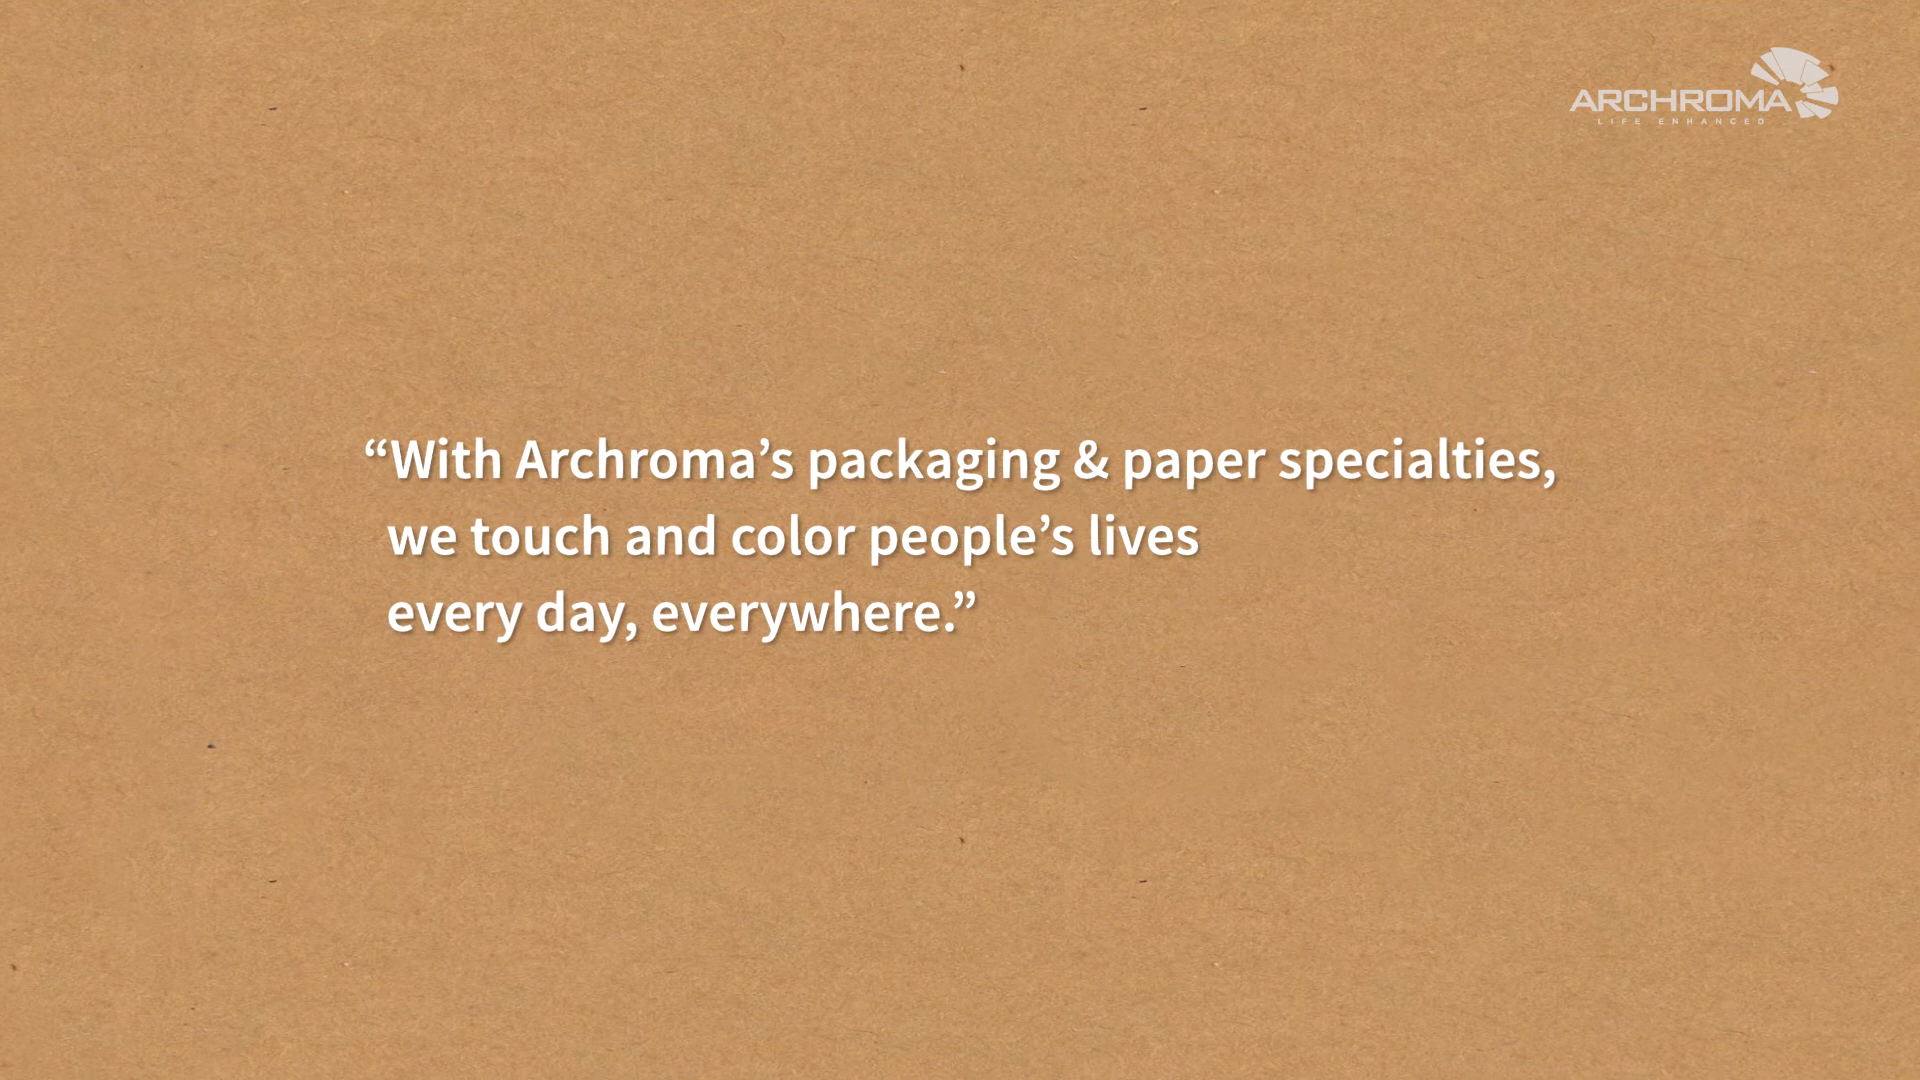 ARCHROMA
LIFE ENHANCED
“With Archroma’s packaging & paper specialties,
we touch and color people’s lives
every day, everywhere.”